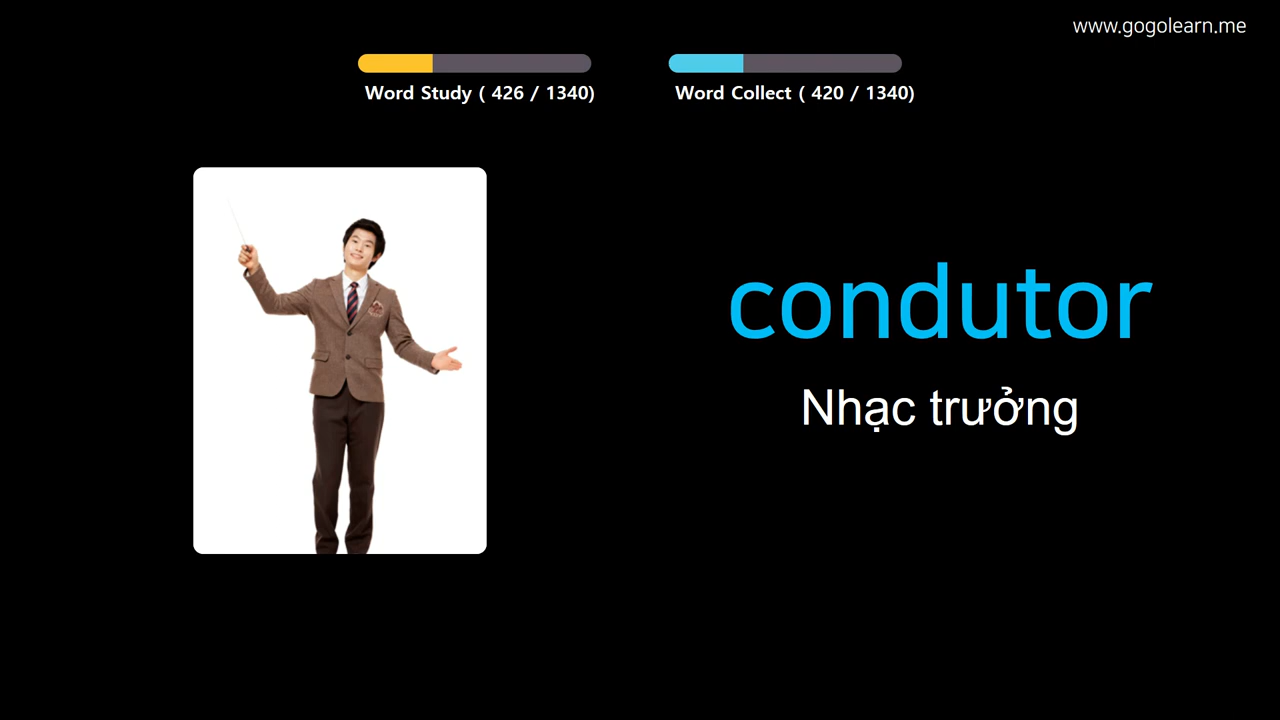 www.gogolearn.me
Word Study ( 426 / 1340)
Word Collect ( 420 / 1340)
condutor
Nhạc trưởng